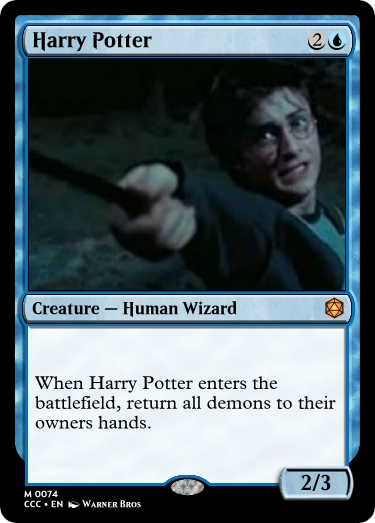 Harry Potter 2
Creature — Human Wizard
When Harry Potter enters the
battlefield, return all demons to their
owners hands.
2/3
M 0074
CCC • EN Warner Bros